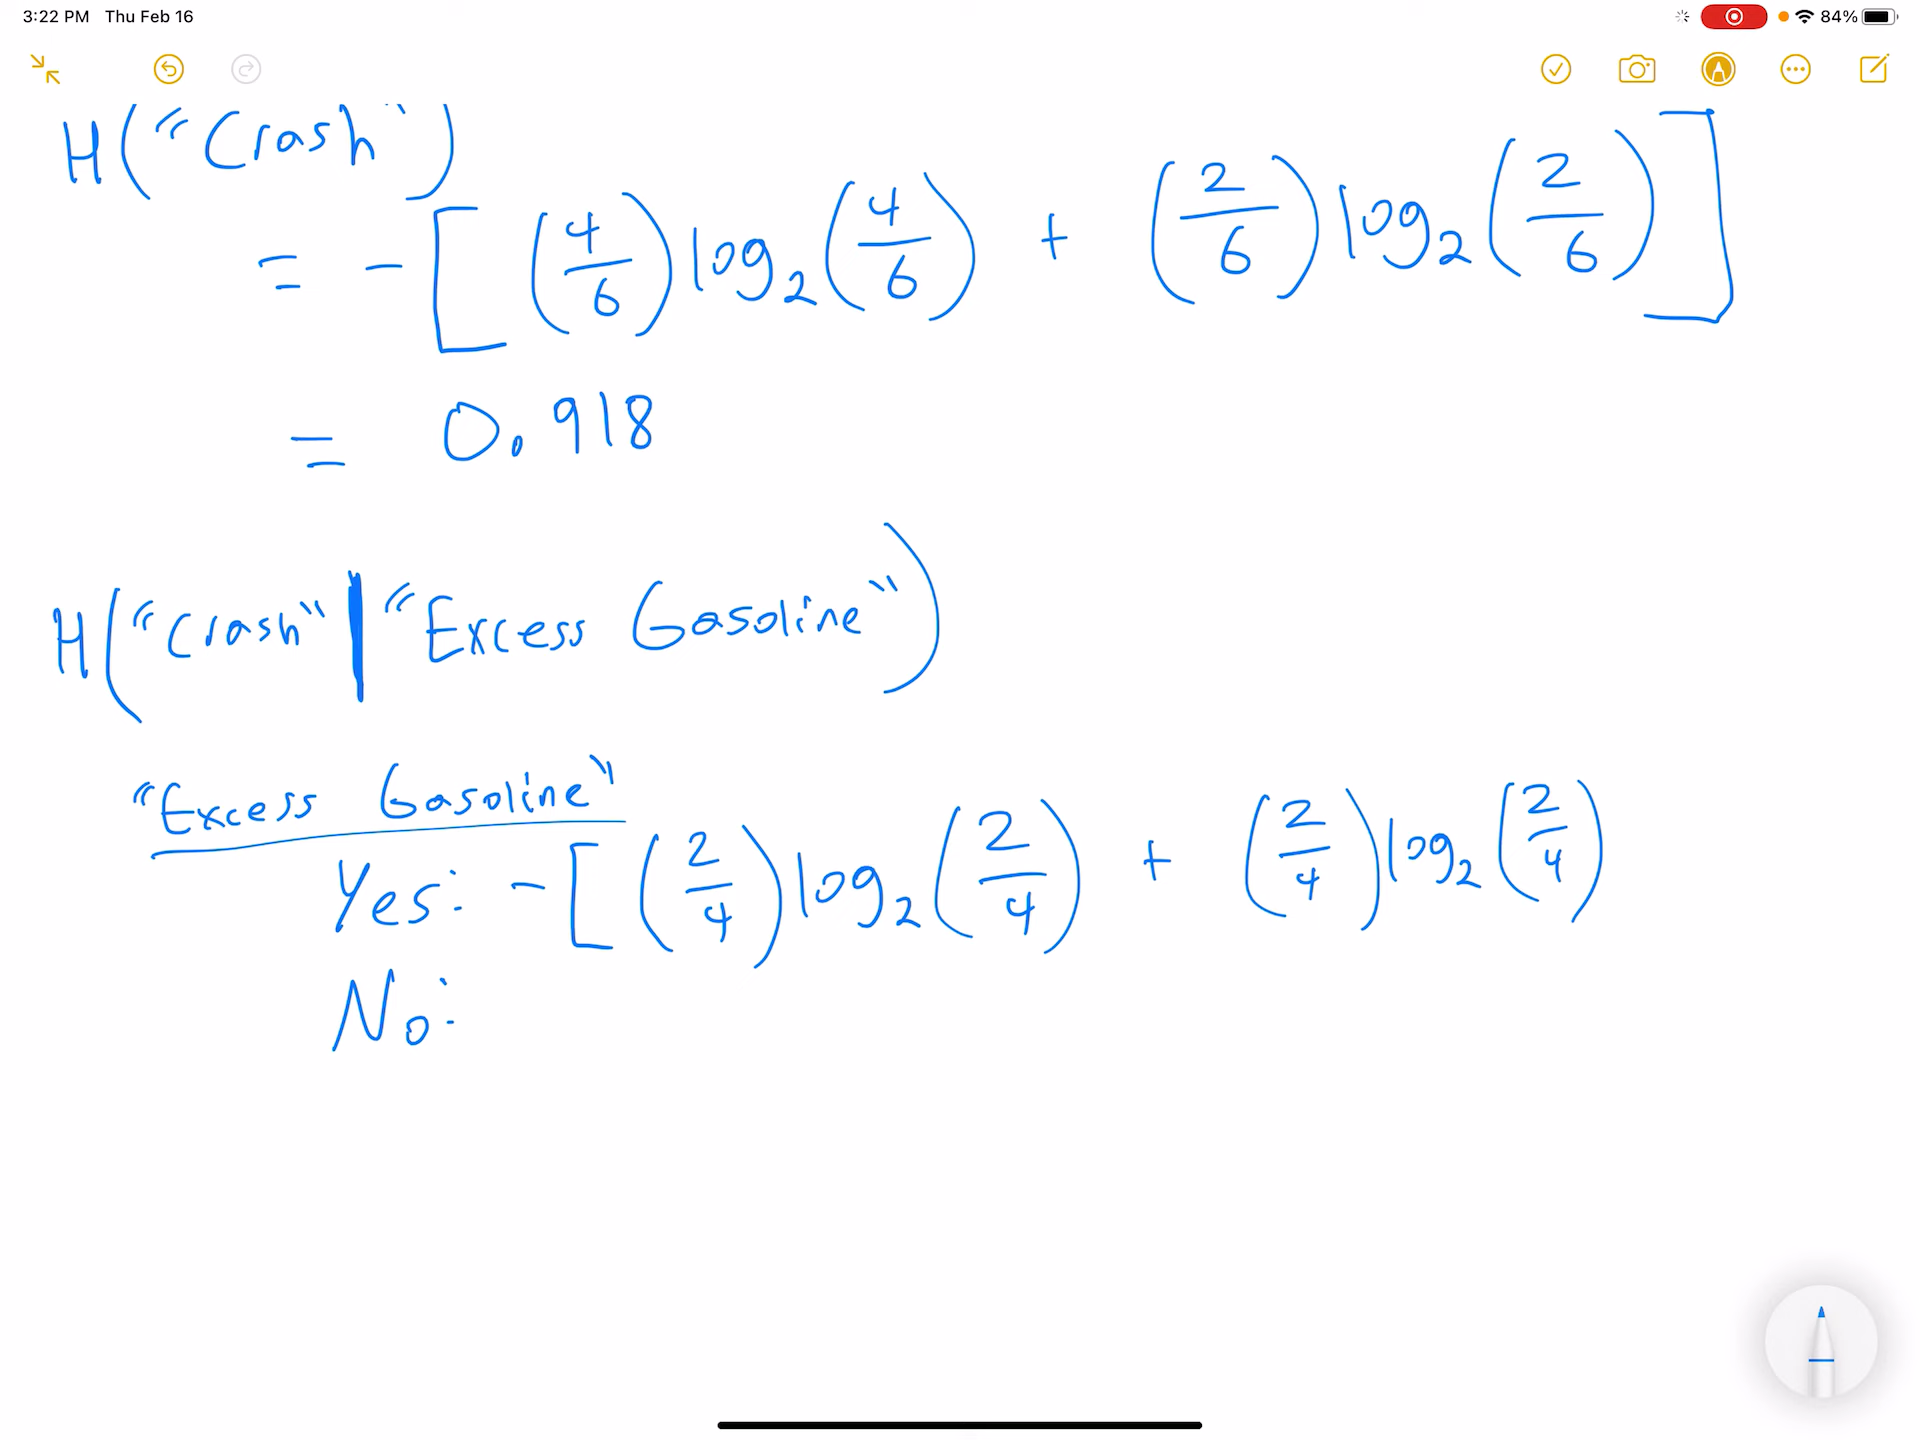 3:22 PM Thu Feb 16 84%
H("Crash")
= -[(4/6)log₂(4/6) + (2/6)log₂(2/6)]
= 0.918
H("Crash"|"Excess Gasoline")
"Excess Gasoline"
Yes: -[(2/4)log₂(2/4) + (2/4)log₂(2/4)
No: